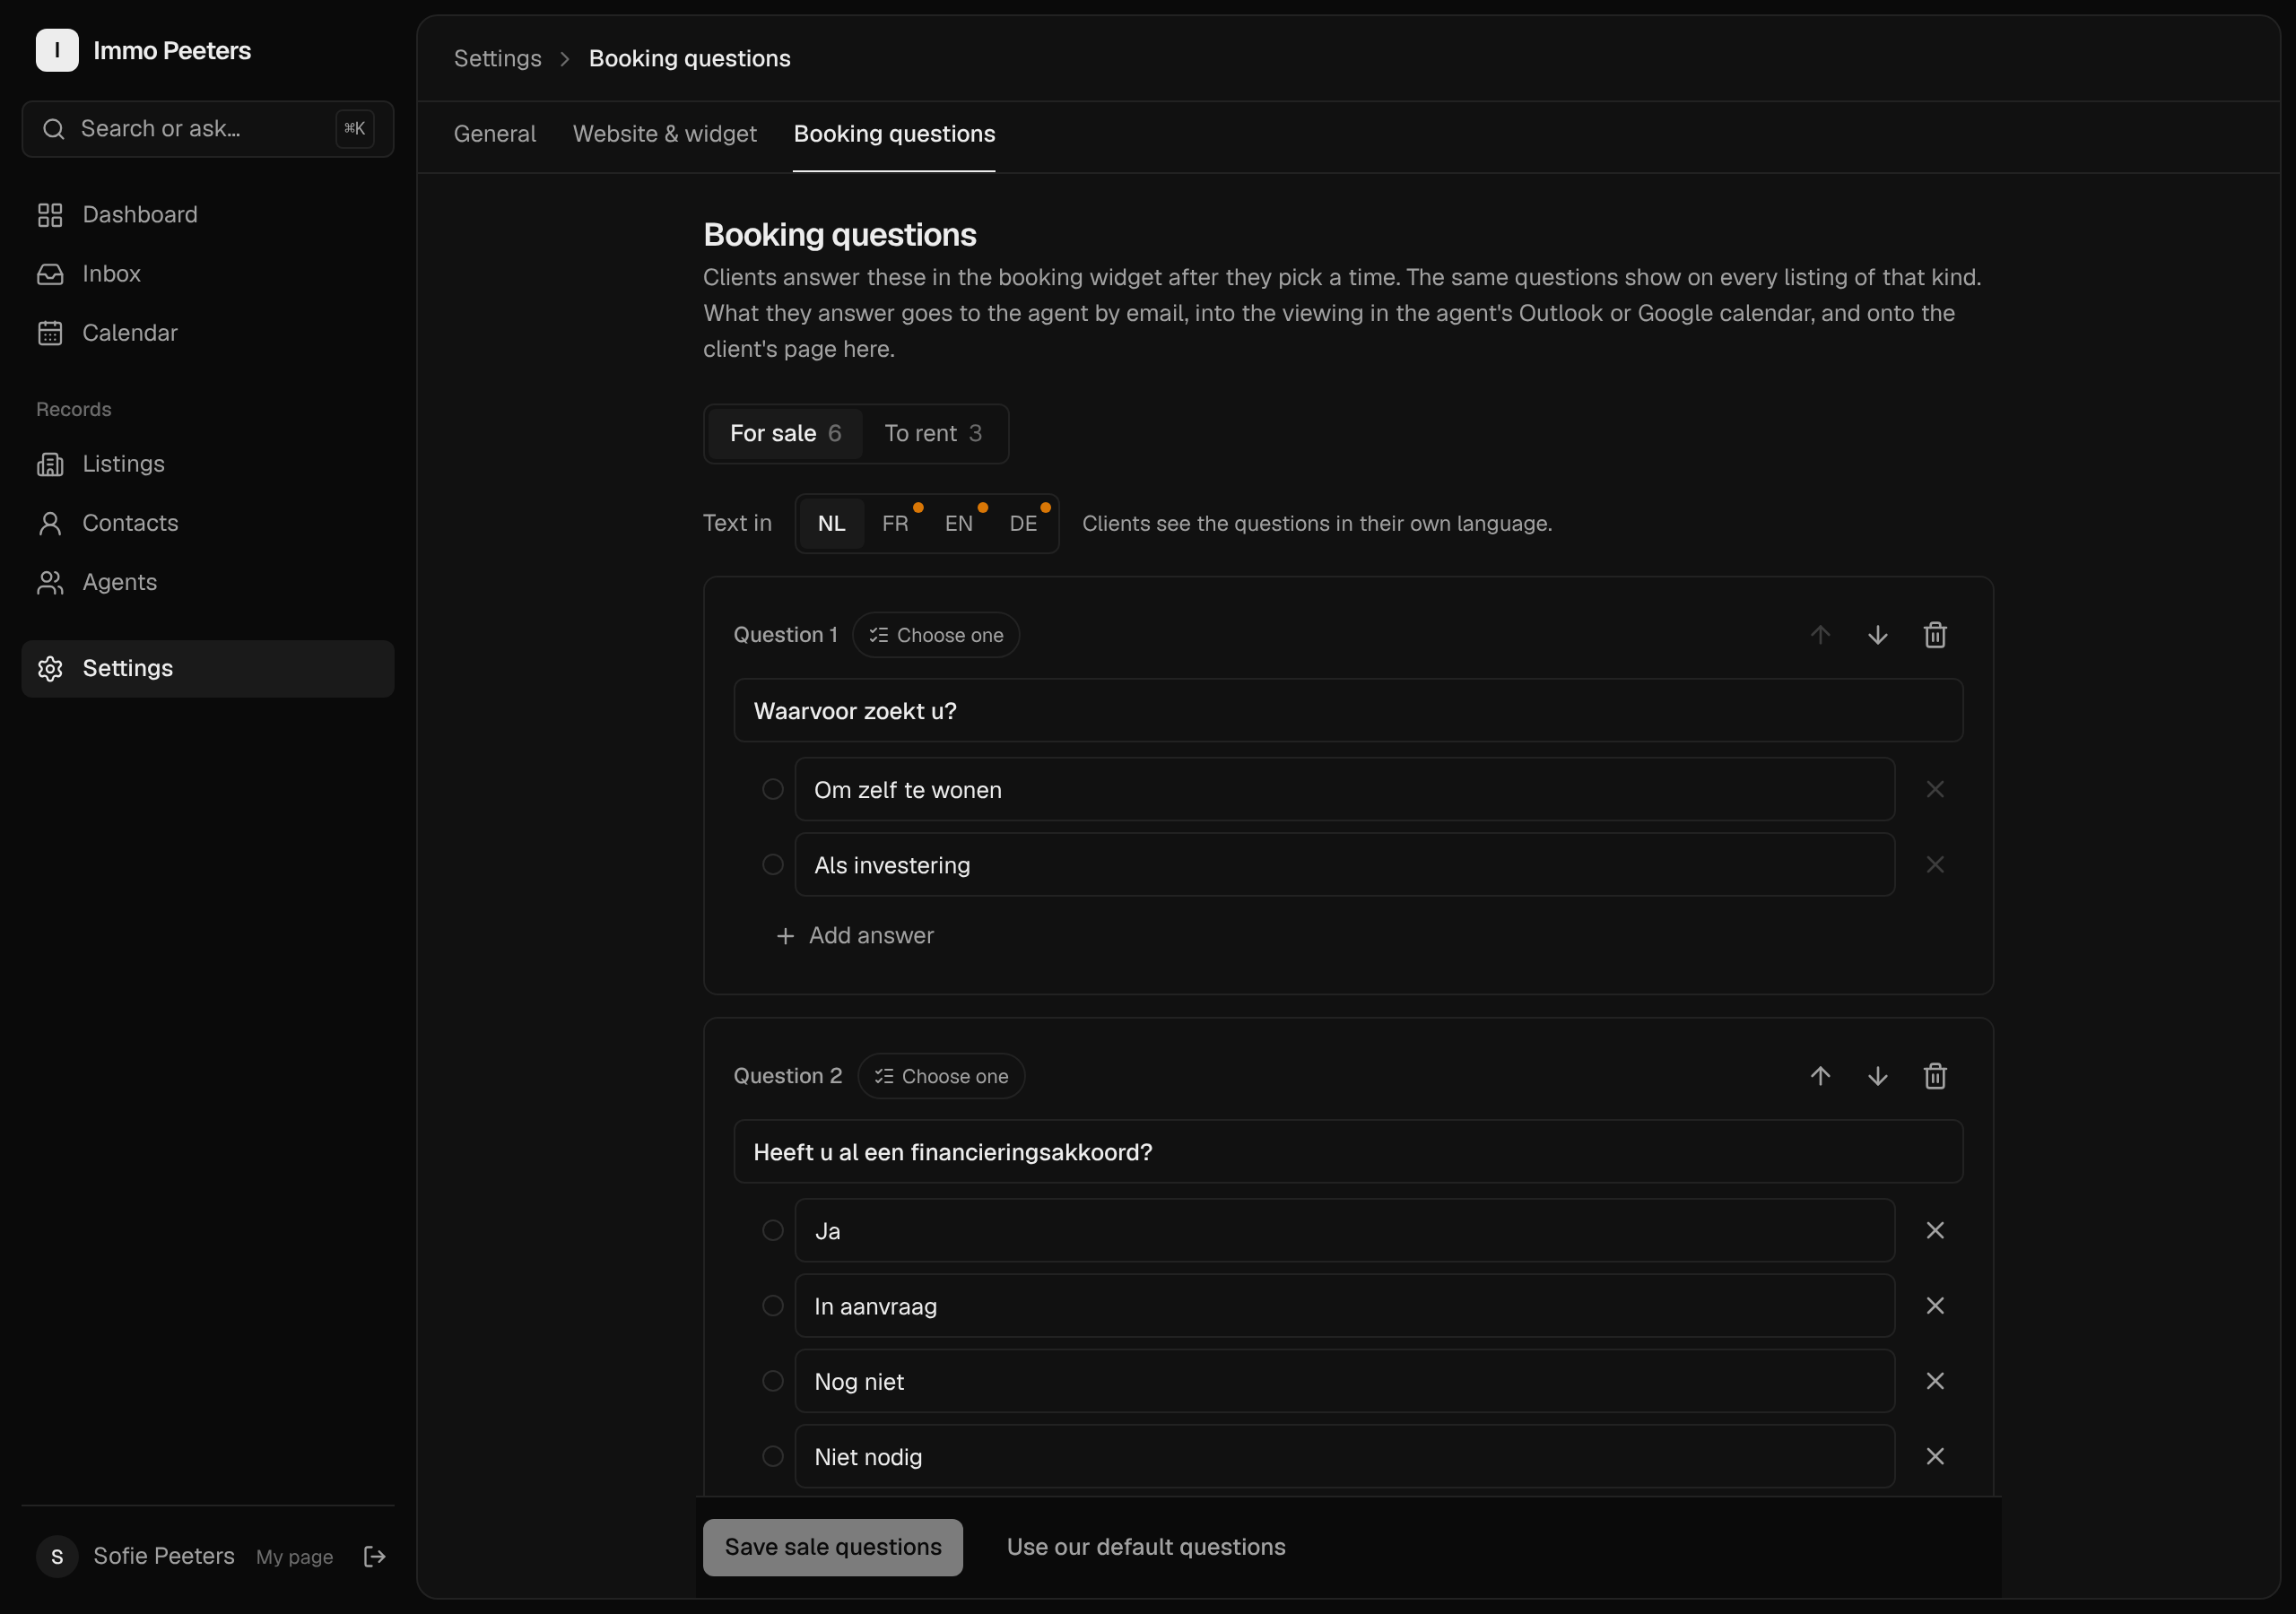 I Immo Peeters
Search or ask... ⌘K
Dashboard
Inbox
Calendar
Records
Listings
Contacts
Agents
Settings
S Sofie Peeters My page
Settings > Booking questions
General Website & widget Booking questions
Booking questions
Clients answer these in the booking widget after they pick a time. The same questions show on every listing of that kind.
What they answer goes to the agent by email, into the viewing in the agent's Outlook or Google calendar, and onto the
client's page here.
For sale 6 To rent 3
Text in NL FR EN DE Clients see the questions in their own language.
Question 1 Choose one
Waarvoor zoekt u?
Om zelf te wonen
Als investering
+ Add answer
Question 2 Choose one
Heeft u al een financieringsakkoord?
Ja
In aanvraag
Nog niet
Niet nodig
Save sale questions Use our default questions